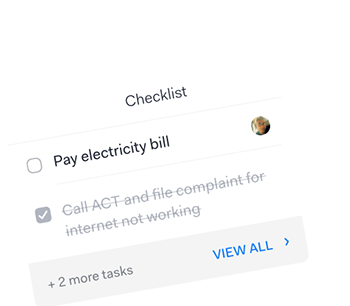 Checklist
Pay electricity bill
Call ACT and file complaint for
internet not working
+ 2 more tasks
VIEW ALL